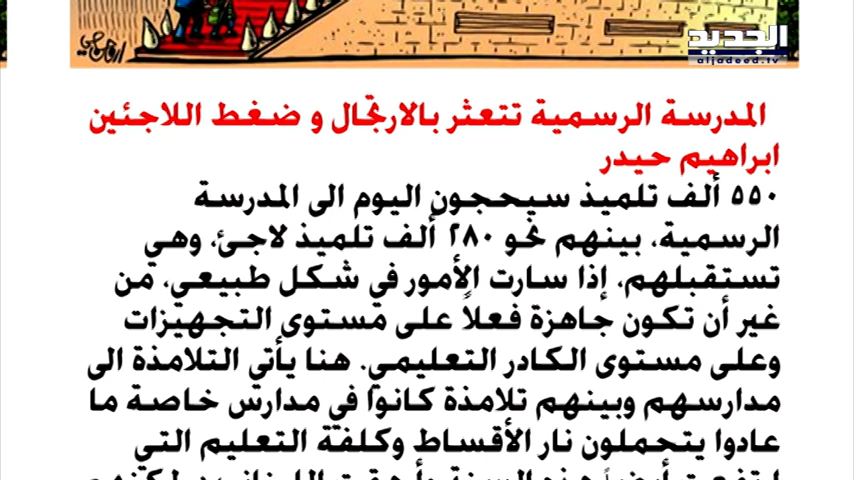 الجديد
aljadeed.tv
المدرسة الرسمية تتعثر بالارتجال و ضغط اللاجئين
ابراهيم حيدر
٥٥٠ ألف تلميذ سيحجون اليوم الى المدرسة
الرسمية، بينهم نحو ٢٨٠ ألف تلميذ لاجئ، وهي
تستقبلهم، إذا سارت الأمور في شكل طبيعي، من
غير أن تكون جاهزة فعلاً على مستوى التجهيزات
وعلى مستوى الكادر التعليمي. هنا يأتي التلامذة الى
مدارسهم وبينهم تلامذة كانوا في مدارس خاصة ما
عادوا يتحملون نار الأقساط وكلفة التعليم التي